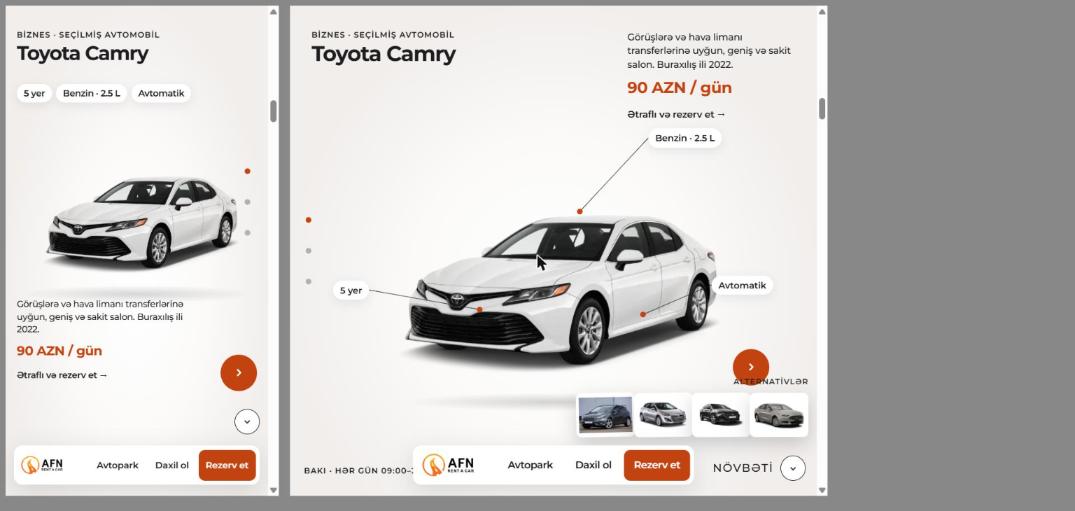 BİZNES · SEÇİLMİŞ AVTOMOBİL
Toyota Camry
5 yer
Benzin · 2.5 L
Avtomatik
Görüşlərə və hava limanı transferlərinə
uyğun, geniş və sakit salon. Buraxılış ili
2022.
90 AZN / gün
Ətraflı və rezerv et →
AFN
RENT A CAR
Avtopark
Daxil ol
Rezerv et
BİZNES · SEÇİLMİŞ AVTOMOBİL
Toyota Camry
Görüşlərə və hava limanı
transferlərinə uyğun, geniş və sakit
salon. Buraxılış ili 2022.
90 AZN / gün
Ətraflı və rezerv et →
Benzin · 2.5 L
5 yer
Avtomatik
ALTERNATİVLƏR
BAKI · HƏR GÜN 09:00–
AFN
RENT A CAR
Avtopark
Daxil ol
Rezerv et
NÖVBƏTİ